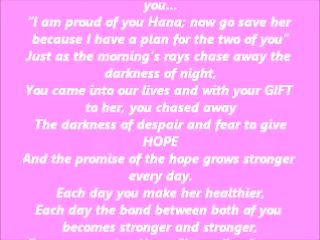 you...
"I am proud of you Hana; now go save her
because I have a plan for the two of you"
Just as the morning's rays chase away the
darkness of night,
You came into our lives and with your GIFT
to her, you chased away
The darkness of despair and fear to give
HOPE
And the promise of the hope grows stronger
every day.
Each day you make her healthier,
Each day the bond between both of you
becomes stronger and stronger,